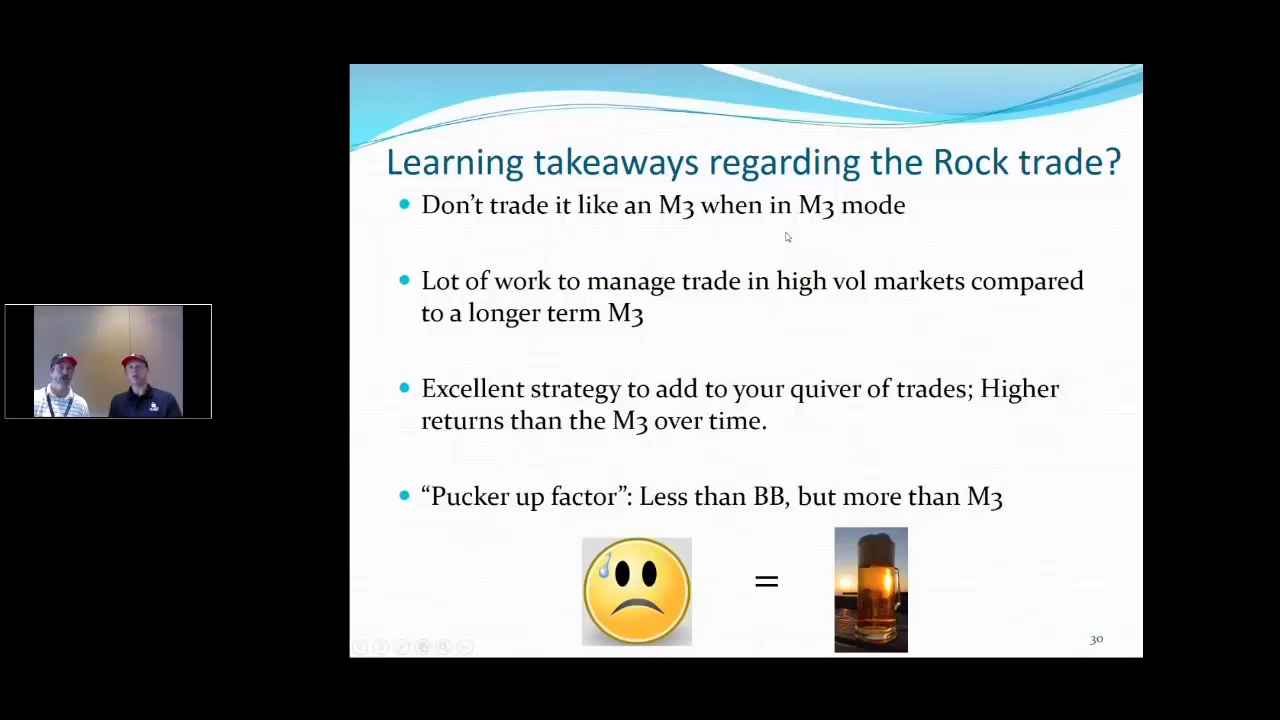 Learning takeaways regarding the Rock trade?
Don’t trade it like an M3 when in M3 mode
Lot of work to manage trade in high vol markets compared
to a longer term M3
Excellent strategy to add to your quiver of trades; Higher
returns than the M3 over time.
“Pucker up factor”: Less than BB, but more than M3
=
30